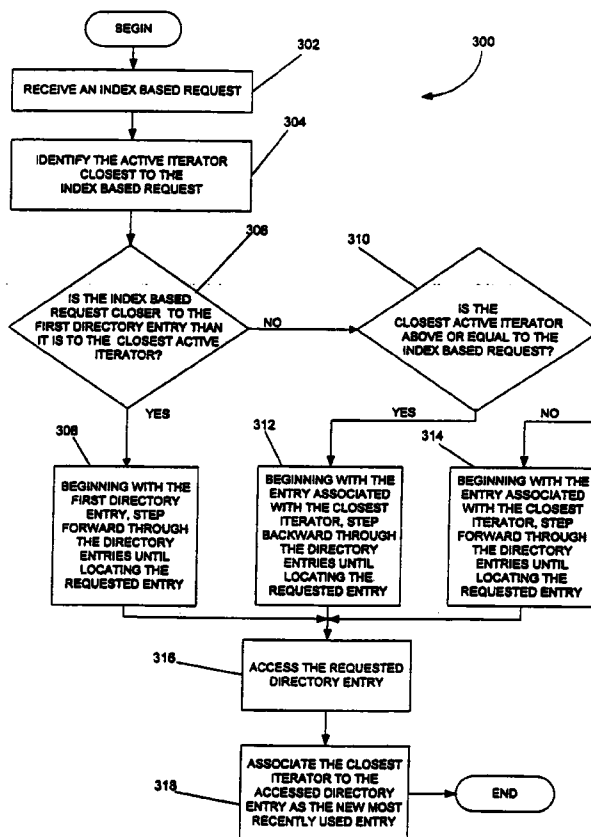 BEGIN
302
300
RECEIVE AN INDEX BASED REQUEST
304
IDENTIFY THE ACTIVE ITERATOR
CLOSEST TO THE
INDEX BASED REQUEST
306
310
IS THE INDEX BASED
REQUEST CLOSER TO THE
FIRST DIRECTORY ENTRY THAN
IT IS TO THE CLOSEST ACTIVE
ITERATOR?
NO
IS THE
CLOSEST ACTIVE ITERATOR
ABOVE OR EQUAL TO THE
INDEX BASED REQUEST?
YES
YES
NO
308
312
314
BEGINNING WITH THE
FIRST DIRECTORY
ENTRY, STEP
FORWARD THROUGH
THE DIRECTORY
ENTRIES UNTIL
LOCATING THE
REQUESTED ENTRY
BEGINNING WITH THE
ENTRY ASSOCIATED
WITH THE CLOSEST
ITERATOR, STEP
BACKWARD THROUGH
THE DIRECTORY
ENTRIES UNTIL
LOCATING THE
REQUESTED ENTRY
BEGINNING WITH THE
ENTRY ASSOCIATED
WITH THE CLOSEST
ITERATOR, STEP
FORWARD THROUGH
THE DIRECTORY
ENTRIES UNTIL
LOCATING THE
REQUESTED ENTRY
316
ACCESS THE REQUESTED
DIRECTORY ENTRY
318
ASSOCIATE THE CLOSEST
ITERATOR TO THE
ACCESSED DIRECTORY
ENTRY AS THE NEW MOST
RECENTLY USED ENTRY
END